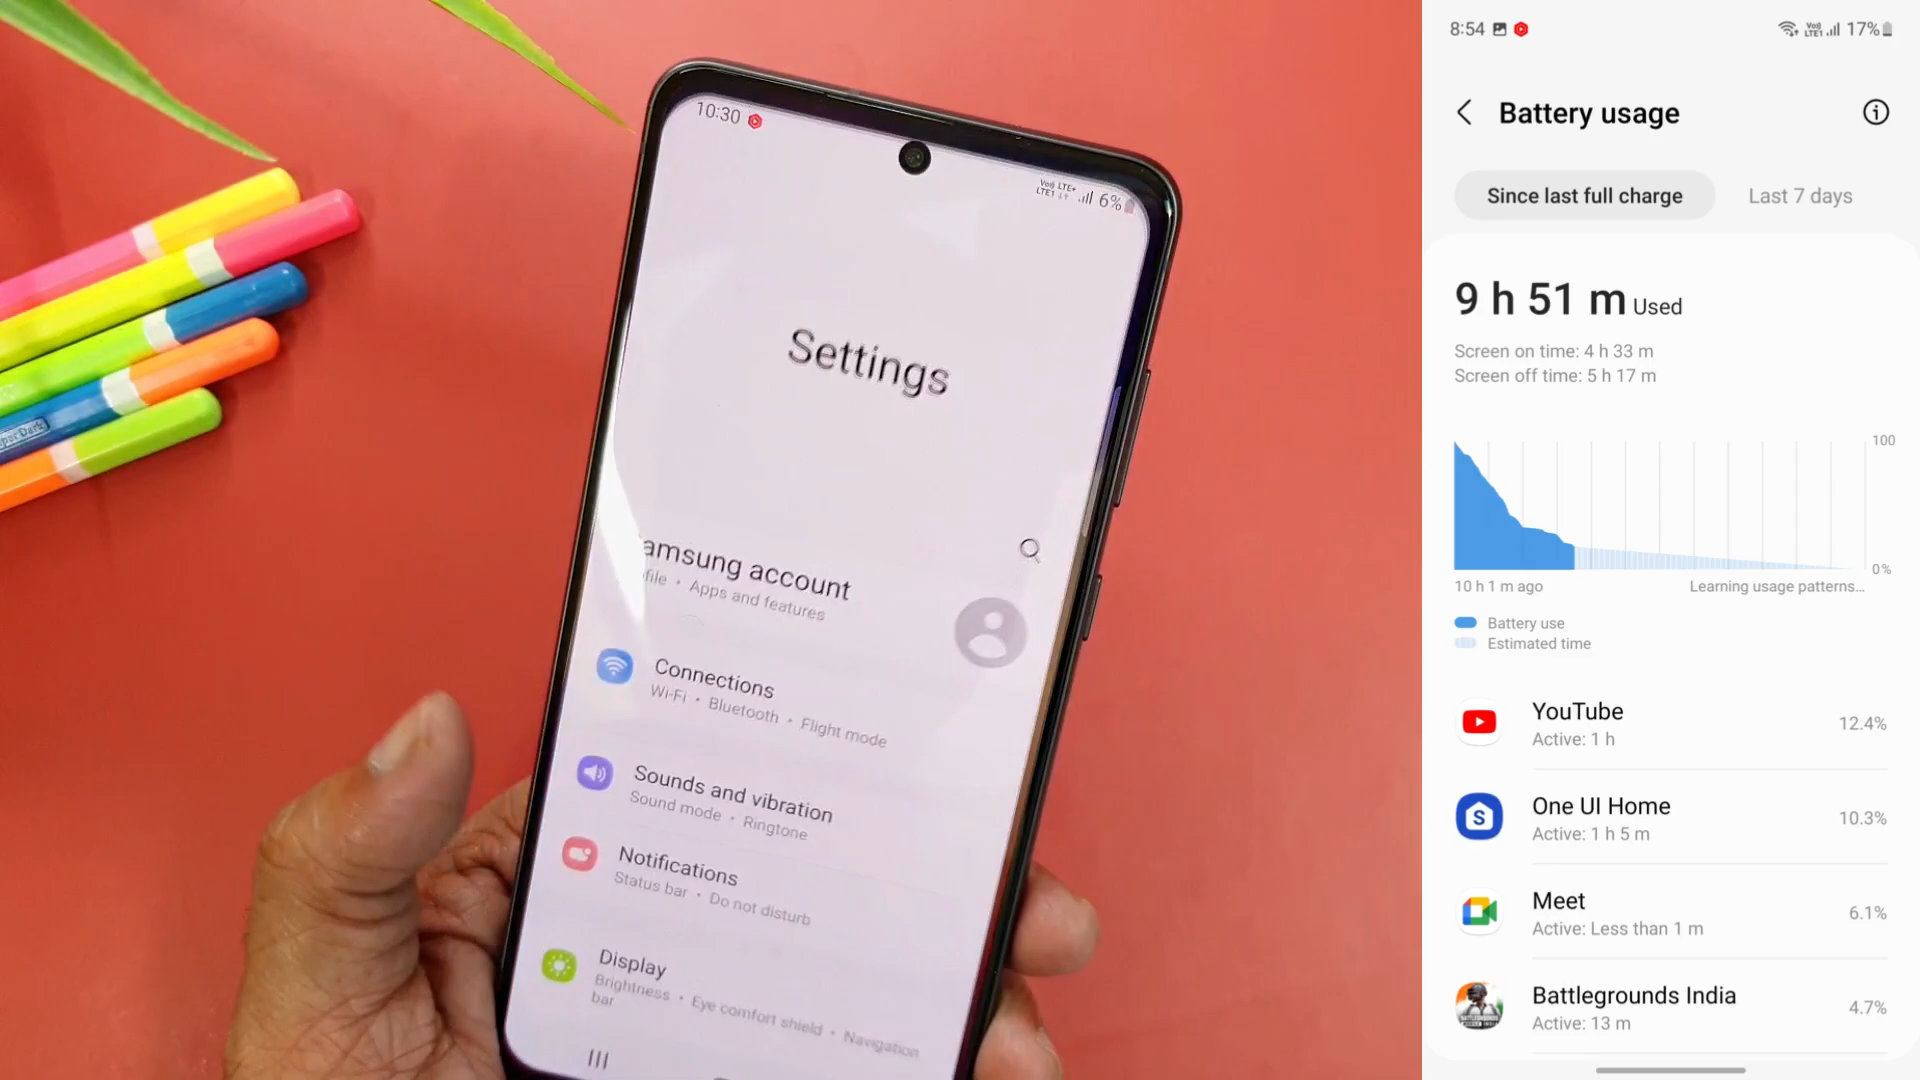 10:30
Voð LTE+
LTE1 ↓↑ 6%
Settings
amsung account
file • Apps and features
Connections
Wi-Fi • Bluetooth • Flight mode
Sounds and vibration
Sound mode • Ringtone
Notifications
Status bar • Do not disturb
Display
Brightness • Eye comfort shield • Navigation
bar
Super Dark
8:54
17%
Battery usage
Since last full charge
Last 7 days
9 h 51 m Used
Screen on time: 4 h 33 m
Screen off time: 5 h 17 m
100
0%
10 h 1 m ago
Learning usage patterns...
Battery use
Estimated time
YouTube
12.4%
Active: 1 h
One UI Home
10.3%
Active: 1 h 5 m
Meet
6.1%
Active: Less than 1 m
Battlegrounds India
4.7%
Active: 13 m